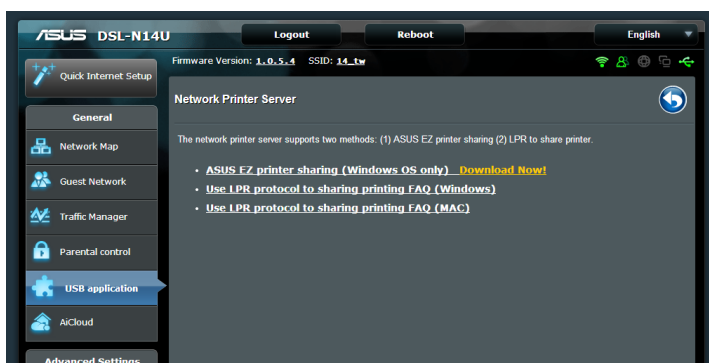 ASUS DSL-N14U Logout Reboot English
Firmware Version: 1.0.5.4 SSID: 14_tw
Quick Internet Setup
Network Printer Server
General
The network printer server supports two methods: (1) ASUS EZ printer sharing (2) LPR to share printer.
Network Map
• ASUS EZ printer sharing (Windows OS only) Download Now!
Guest Network
• Use LPR protocol to sharing printing FAQ (Windows)
• Use LPR protocol to sharing printing FAQ (MAC)
Traffic Manager
Parental control
USB application
AiCloud
Advanced Settings